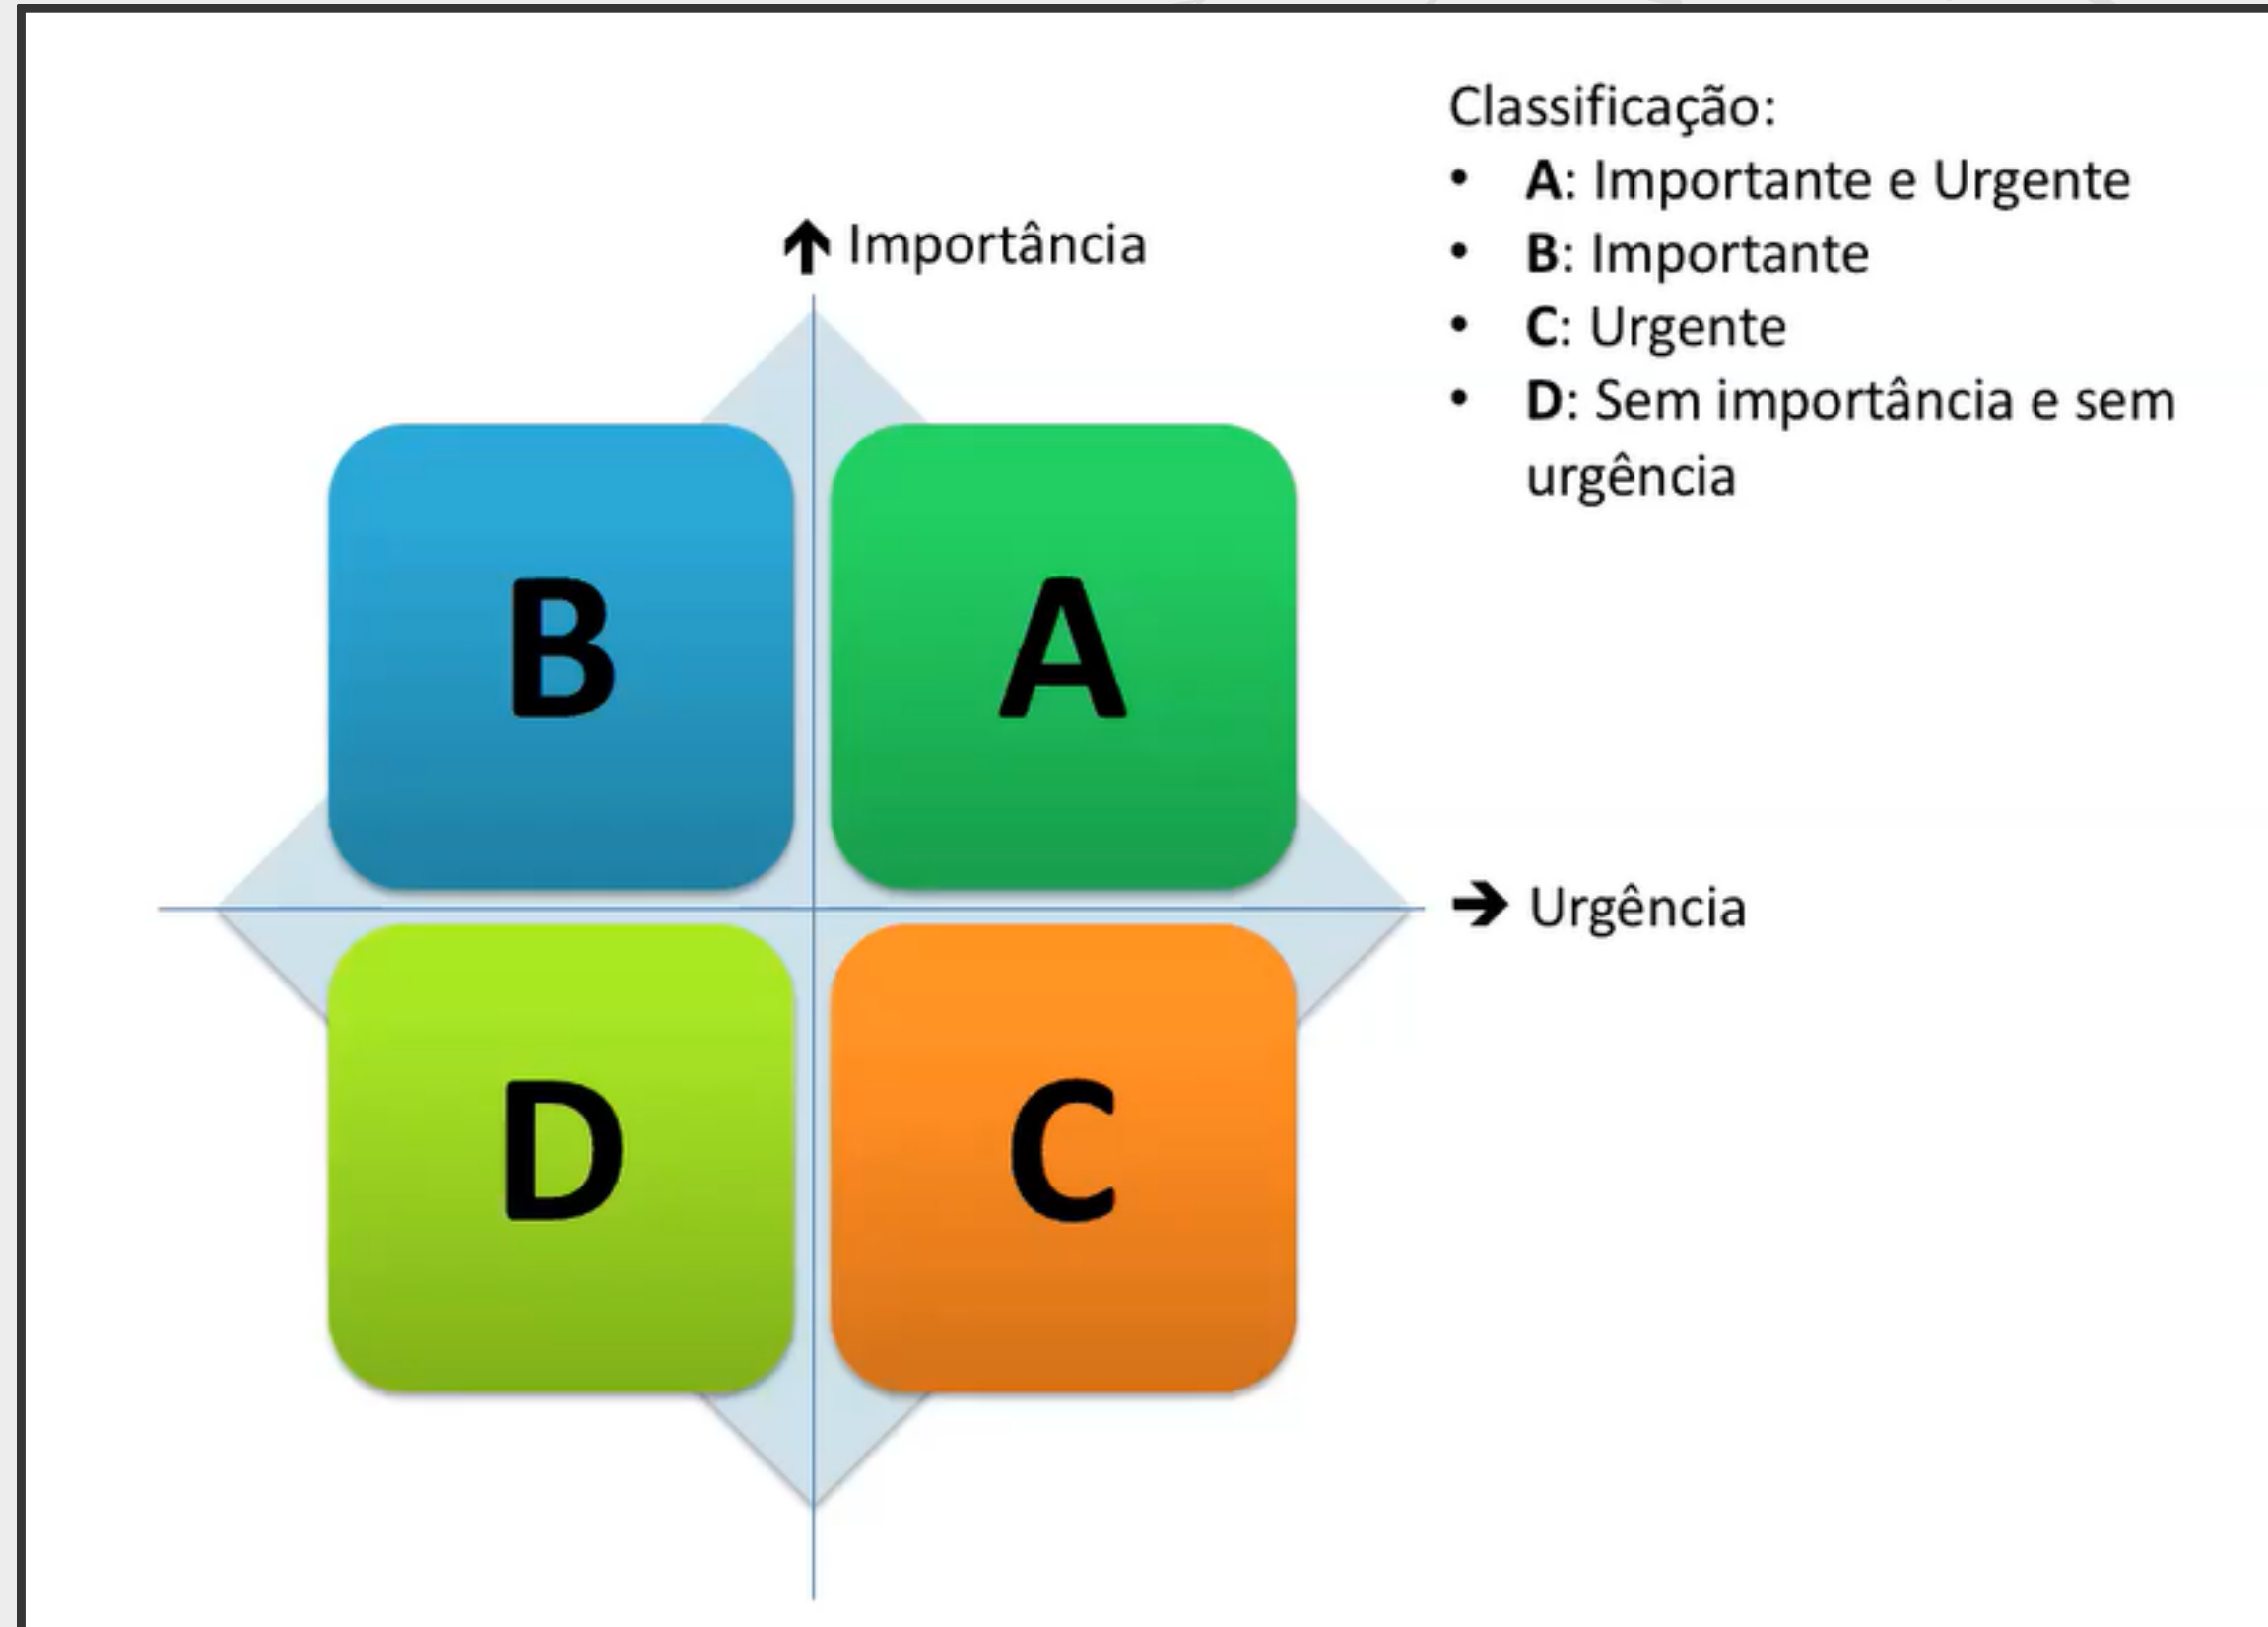 Classificação:
• A: Importante e Urgente
• B: Importante
• C: Urgente
• D: Sem importância e sem
urgência
↑ Importância
B
A
→ Urgência
D
C